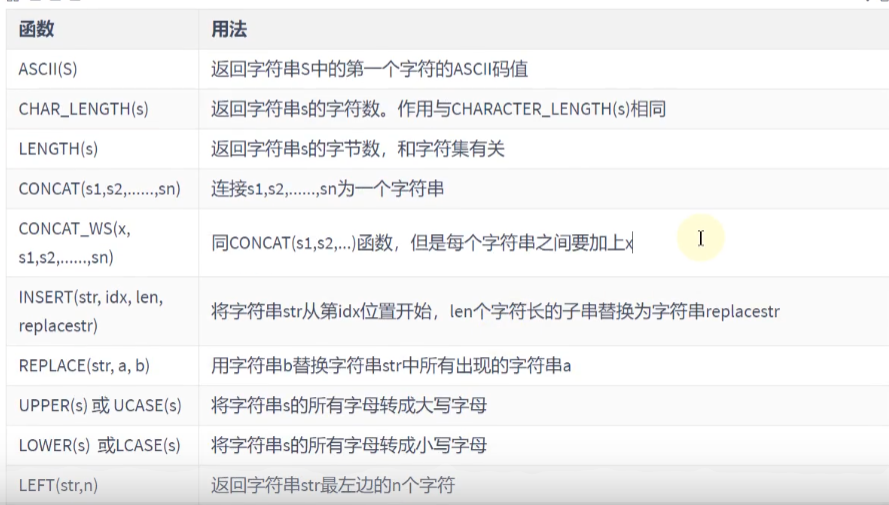 函数 用法
ASCII(S) 返回字符串S中的第一个字符的ASCII码值
CHAR_LENGTH(s) 返回字符串s的字符数。作用与CHARACTER_LENGTH(s)相同
LENGTH(s) 返回字符串s的字节数，和字符集有关
CONCAT(s1,s2,......,sn) 连接s1,s2,......,sn为一个字符串
CONCAT_WS(x,
s1,s2,......,sn)
同CONCAT(s1,s2,...)函数，但是每个字符串之间要加上x
INSERT(str, idx, len,
replacestr)
将字符串str从第idx位置开始，len个字符长的子串替换为字符串replacestr
REPLACE(str, a, b) 用字符串b替换字符串str中所有出现的字符串a
UPPER(s) 或 UCASE(s) 将字符串s的所有字母转成大写字母
LOWER(s) 或LCASE(s) 将字符串s的所有字母转成小写字母
LEFT(str,n) 返回字符串str最左边的n个字符